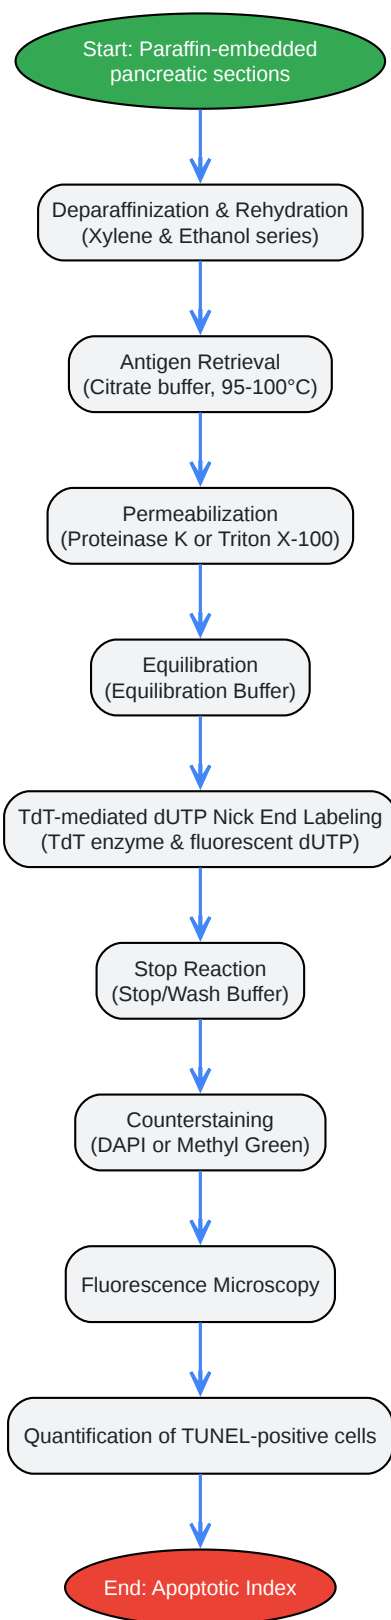 Start: Paraffin-embedded
pancreatic sections
Deparaffinization & Rehydration
(Xylene & Ethanol series)
Antigen Retrieval
(Citrate buffer, 95-100°C)
Permeabilization
(Proteinase K or Triton X-100)
Equilibration
(Equilibration Buffer)
TdT-mediated dUTP Nick End Labeling
(TdT enzyme & fluorescent dUTP)
Stop Reaction
(Stop/Wash Buffer)
Counterstaining
(DAPI or Methyl Green)
Fluorescence Microscopy
Quantification of TUNEL-positive cells
End: Apoptotic Index